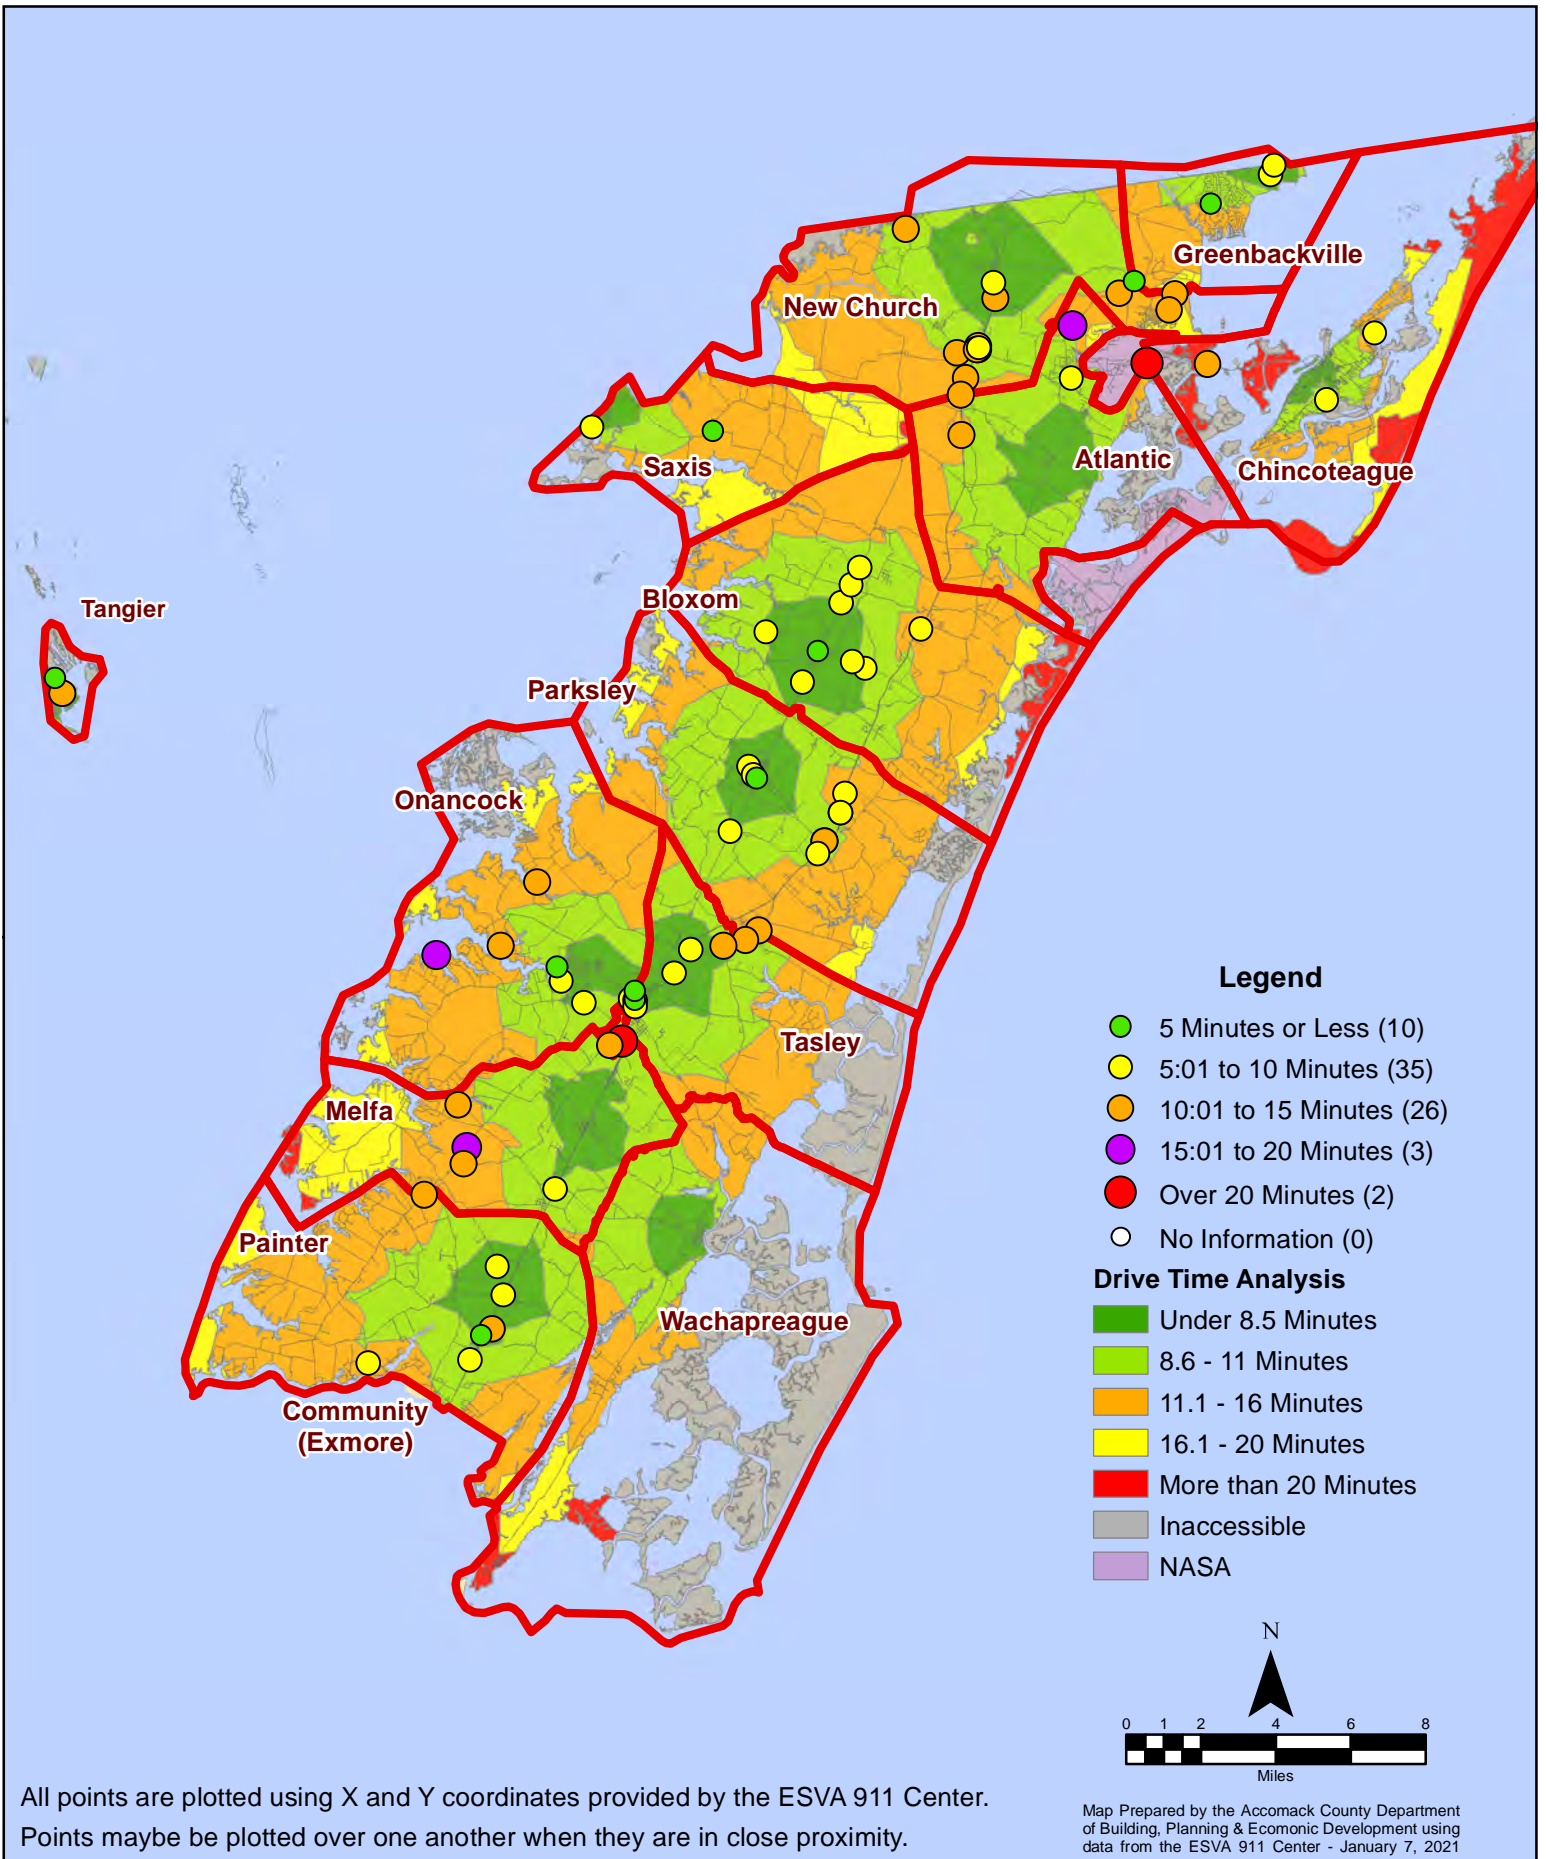 Greenbackville
New Church
Atlantic
Saxis
Chincoteague
Bloxom
Tangier
Parksley
Onancock
Tasley
Melfa
Painter
Wachapreague
Community
(Exmore)
Legend
5 Minutes or Less (10)
5:01 to 10 Minutes (35)
10:01 to 15 Minutes (26)
15:01 to 20 Minutes (3)
Over 20 Minutes (2)
No Information (0)
Drive Time Analysis
Under 8.5 Minutes
8.6 - 11 Minutes
11.1 - 16 Minutes
16.1 - 20 Minutes
More than 20 Minutes
Inaccessible
NASA
N
0 1 2 4 6 8
Miles
All points are plotted using X and Y coordinates provided by the ESVA 911 Center.
Points maybe be plotted over one another when they are in close proximity.
Map Prepared by the Accomack County Department
of Building, Planning & Ecomonic Development using
data from the ESVA 911 Center - January 7, 2021